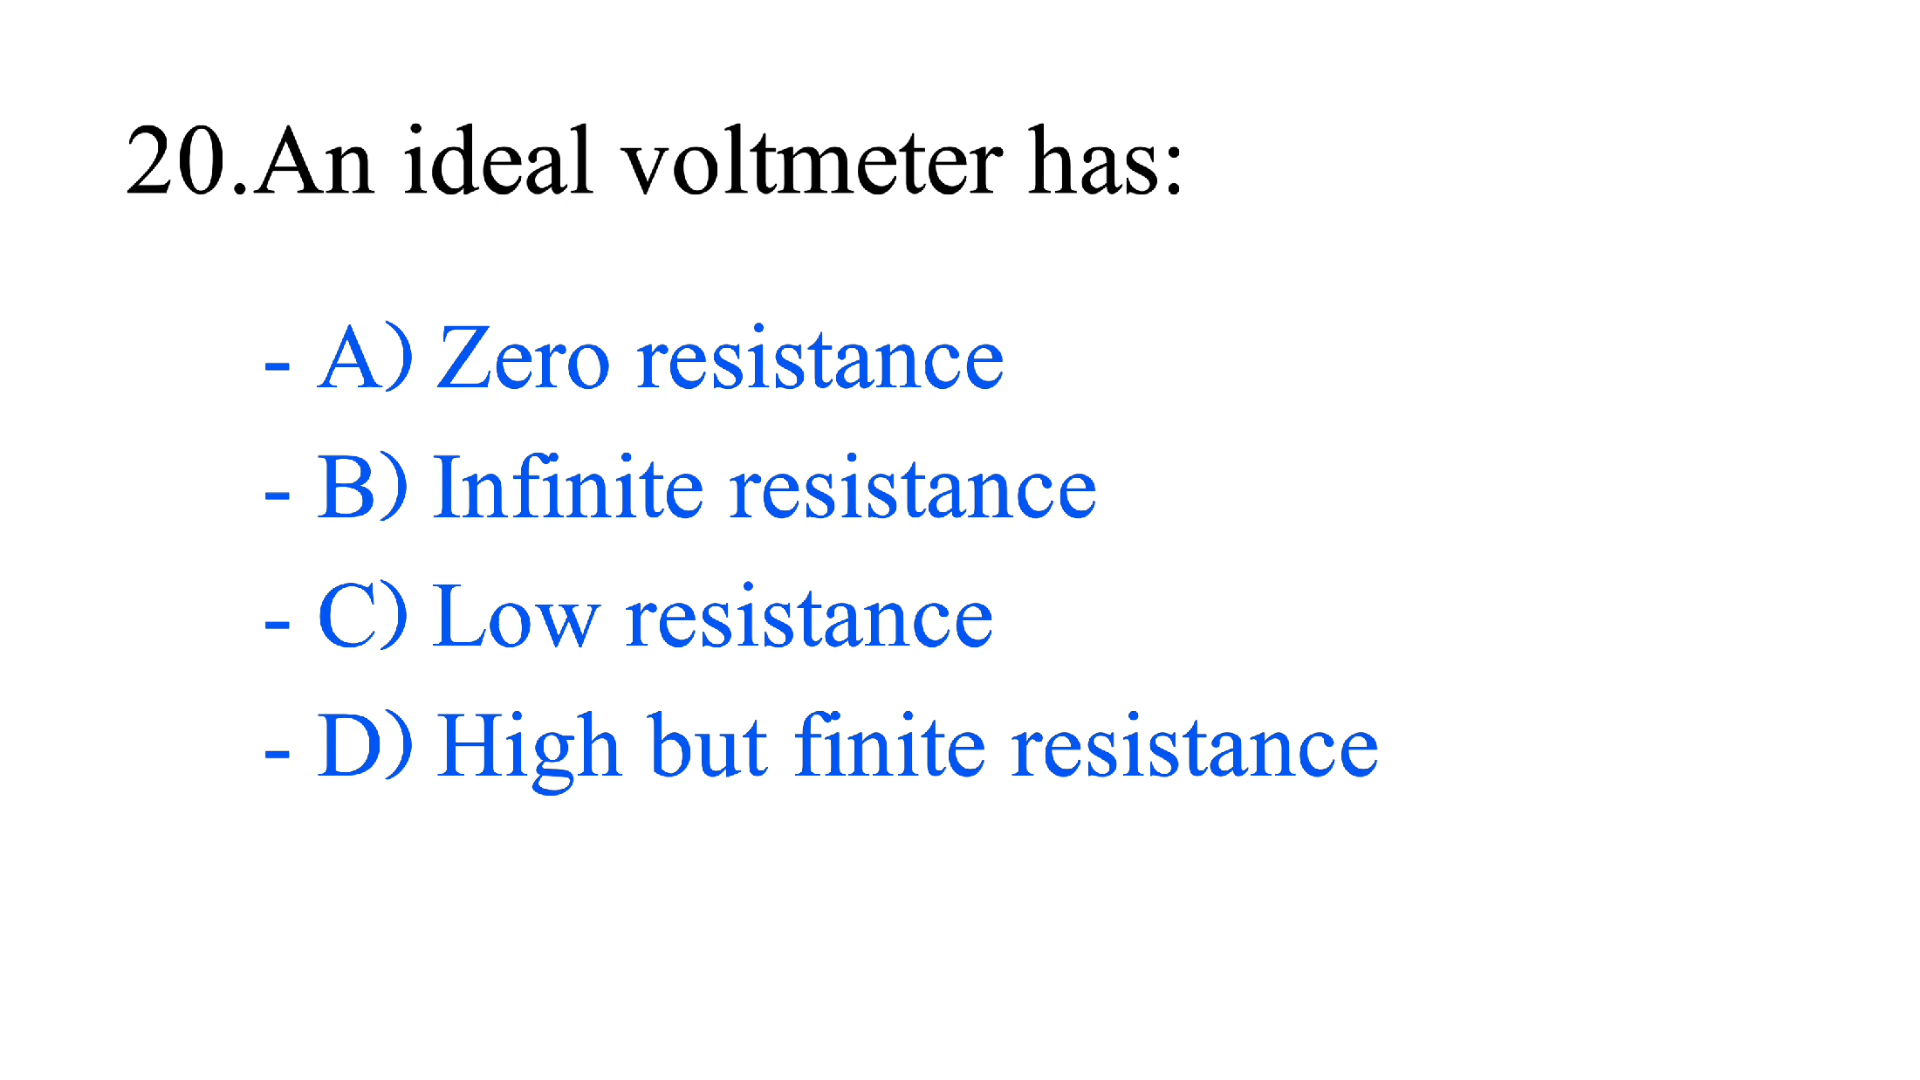 20.An ideal voltmeter has:
- A) Zero resistance
- B) Infinite resistance
- C) Low resistance
- D) High but finite resistance